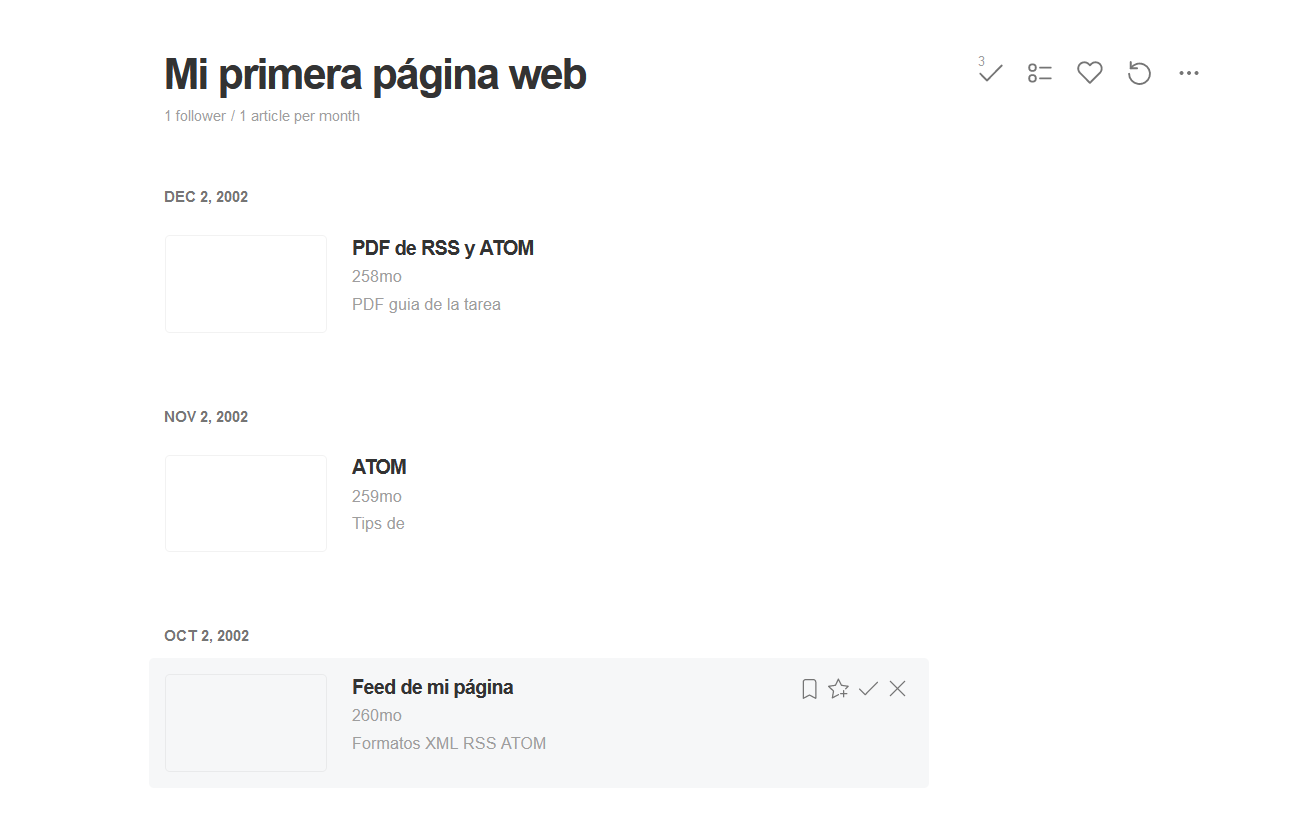 Mi primera página web
3
1 follower / 1 article per month
DEC 2, 2002
PDF de RSS y ATOM
258mo
PDF guia de la tarea
NOV 2, 2002
ATOM
259mo
Tips de
OCT 2, 2002
Feed de mi página
260mo
Formatos XML RSS ATOM